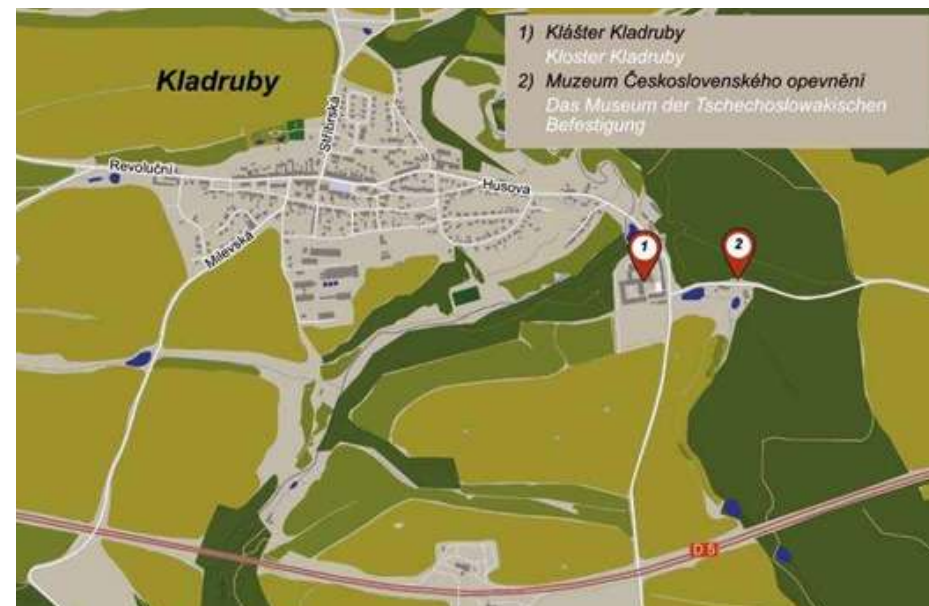 1) Klášter Kladruby
Kloster Kladruby
2) Muzeum Československého opevnění
Das Museum der Tschechoslowakischen
Befestigung
Kladruby
Stříbrská
Revoluční
Husova
Milevská
1
2
D 5